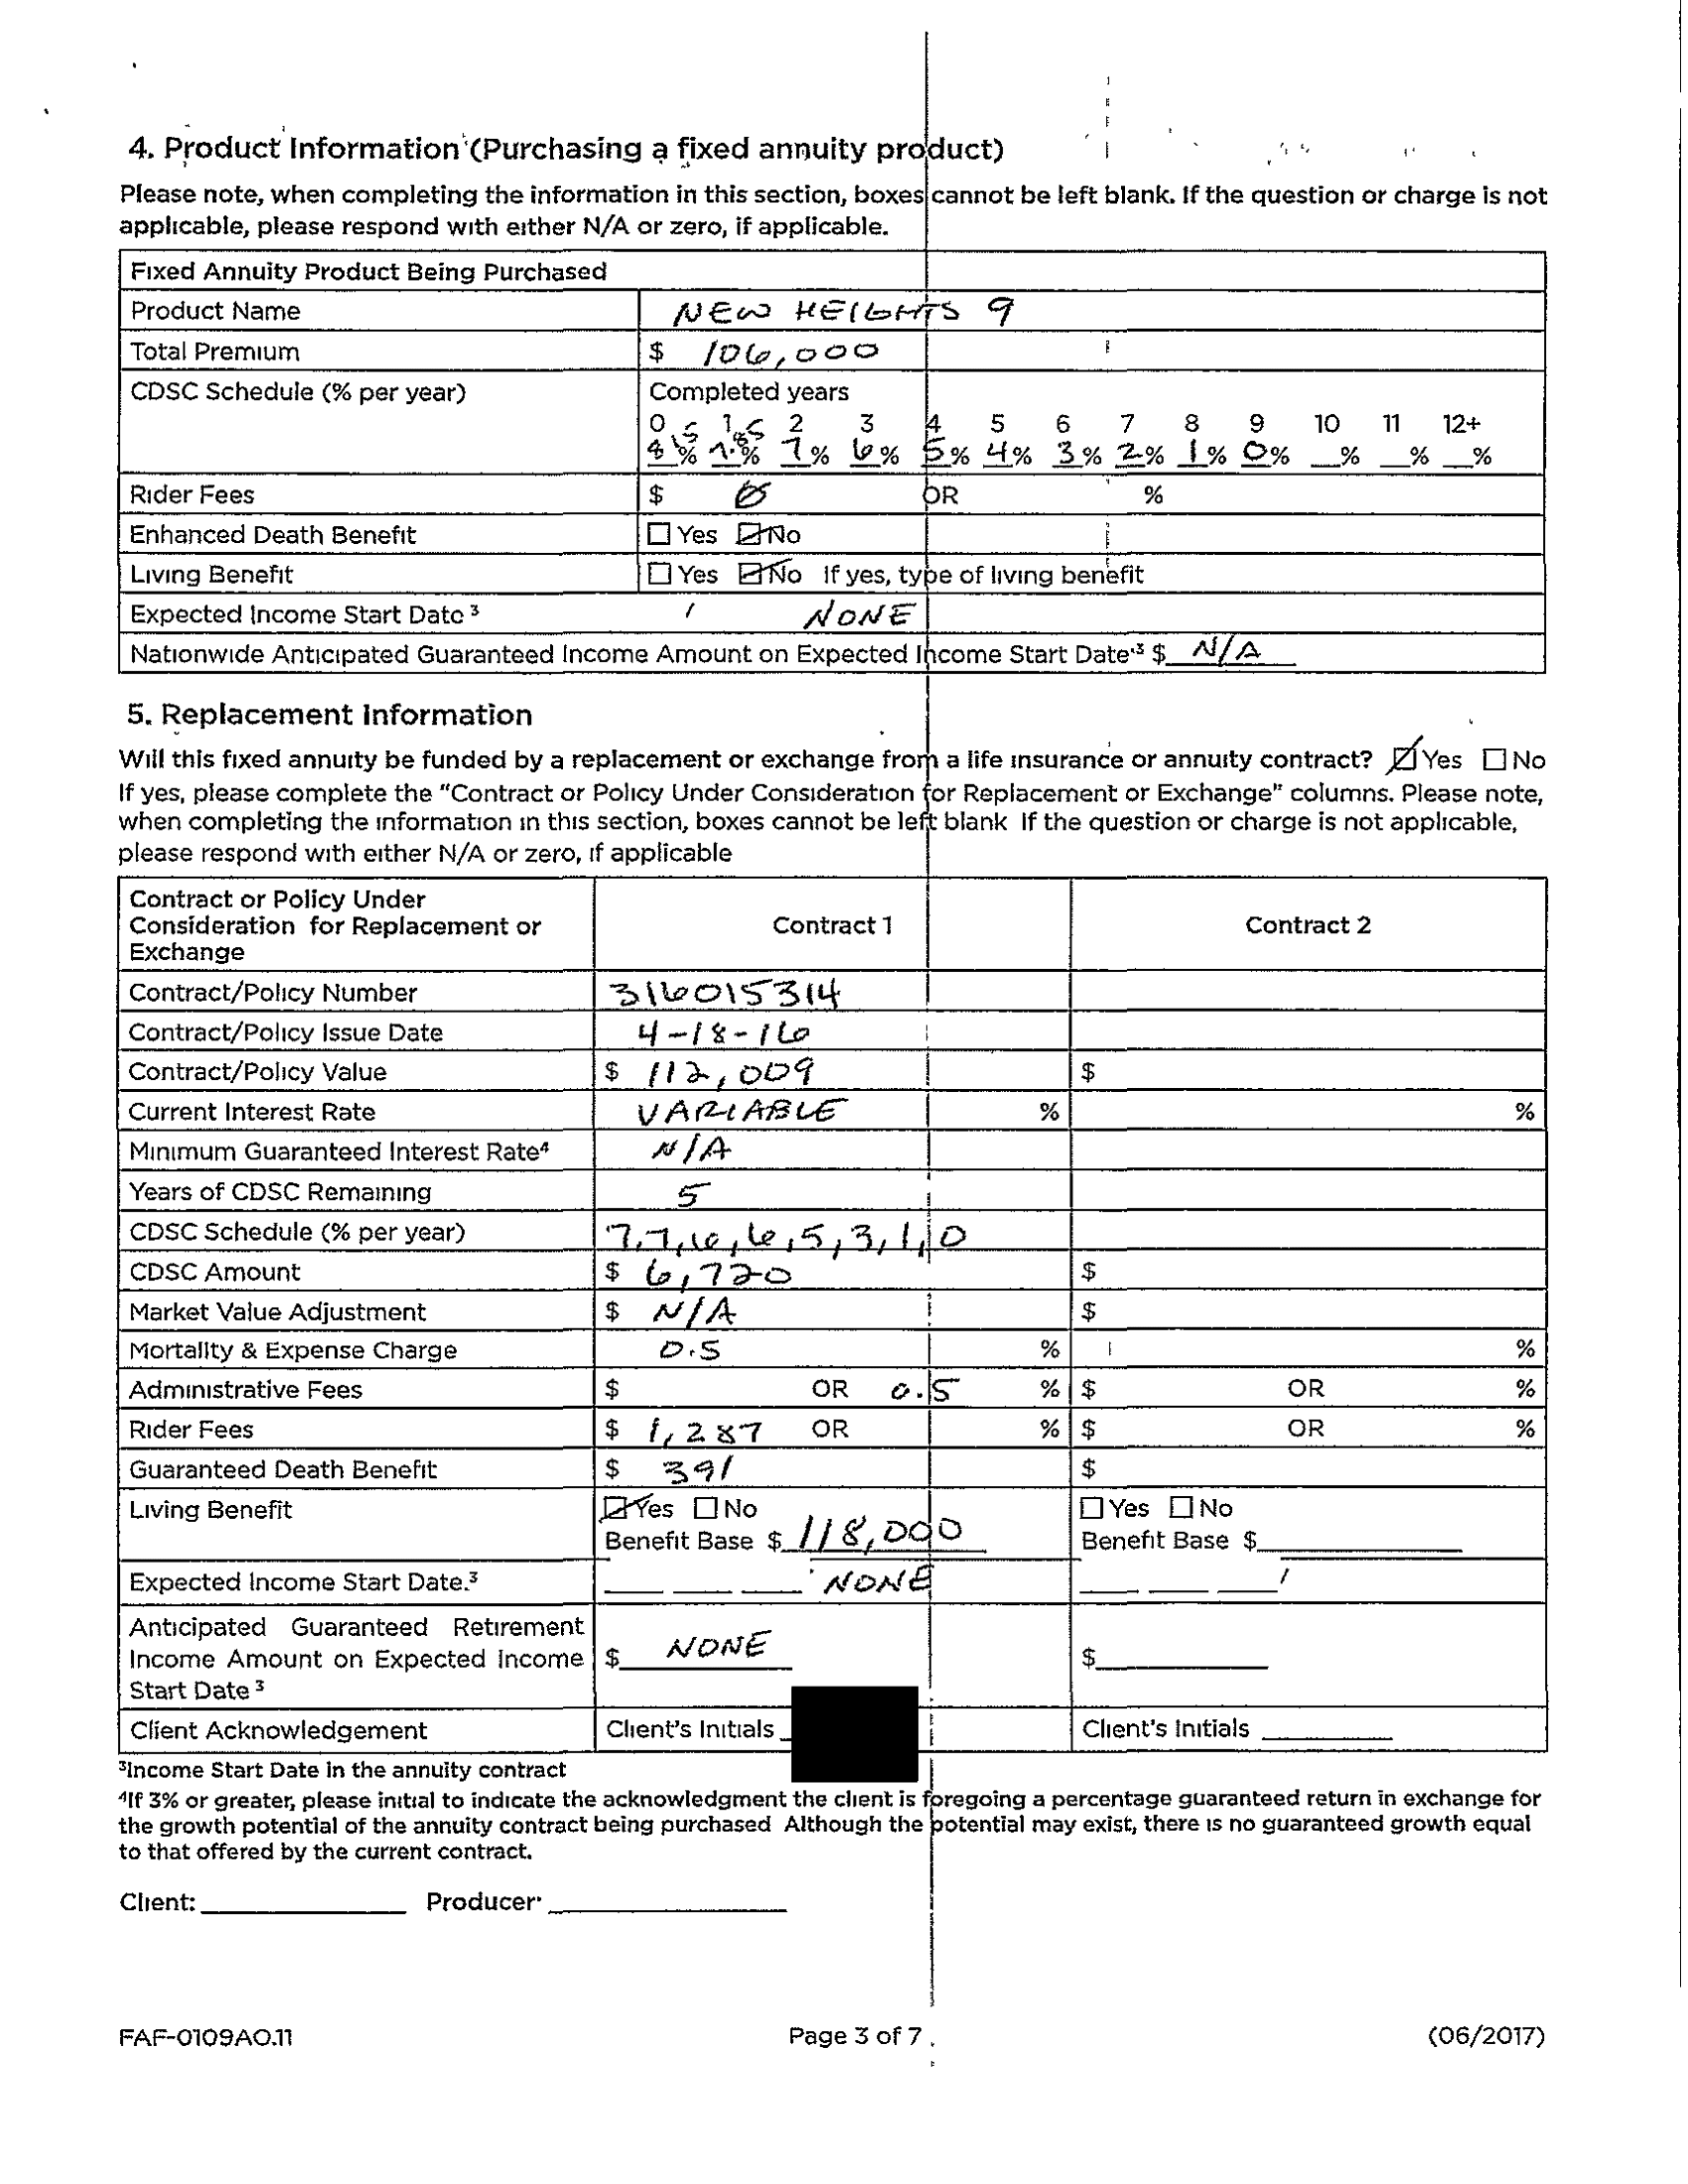 4. Product Information (Purchasing a fixed annuity product)
Please note, when completing the information in this section, boxes cannot be left blank. If the question or charge is not
applicable, please respond with either N/A or zero, if applicable.
Fixed Annuity Product Being Purchased
Product Name NEW HEIGHTS 9
Total Premium $ 106,000
CDSC Schedule (% per year) Completed years
0 1 2 3 4 5 6 7 8 9 10 11 12+
% % 7% 6% 5% 4% 3% 2% 1% 0% __% __% __%
Rider Fees $ 0 OR %
Enhanced Death Benefit ☐ Yes ☑ No
Living Benefit ☐ Yes ☑ No If yes, type of living benefit
Expected Income Start Date 3 NONE
Nationwide Anticipated Guaranteed Income Amount on Expected Income Start Date 3 $ N/A
5. Replacement Information
Will this fixed annuity be funded by a replacement or exchange from a life insurance or annuity contract? ☑ Yes ☐ No
If yes, please complete the "Contract or Policy Under Consideration for Replacement or Exchange" columns. Please note,
when completing the information in this section, boxes cannot be left blank If the question or charge is not applicable,
please respond with either N/A or zero, if applicable
Contract or Policy Under
Consideration for Replacement or
Exchange
Contract 1 Contract 2
Contract/Policy Number 316015314
Contract/Policy Issue Date 4-18-16
Contract/Policy Value $ 112,009 $
Current Interest Rate VARIABLE % %
Minimum Guaranteed Interest Rate4 N/A
Years of CDSC Remaining 5
CDSC Schedule (% per year) 7,7,6,6,5,3,1,0
CDSC Amount $ 6,720 $
Market Value Adjustment $ N/A $
Mortality & Expense Charge 0.5 % %
Administrative Fees $ OR 0.5 % $ OR %
Rider Fees $ 1,287 OR % $ OR %
Guaranteed Death Benefit $ 391 $
Living Benefit ☑ Yes ☐ No ☐ Yes ☐ No
Benefit Base $ 118,000 Benefit Base $
Expected Income Start Date.3 NONE
Anticipated Guaranteed Retirement
Income Amount on Expected Income
Start Date 3
$ NONE $
Client Acknowledgement Client's Initials Client's Initials
3Income Start Date in the annuity contract
4If 3% or greater, please initial to indicate the acknowledgment the client is foregoing a percentage guaranteed return in exchange for
the growth potential of the annuity contract being purchased Although the potential may exist, there is no guaranteed growth equal
to that offered by the current contract.
Client: Producer
FAF-0109AO.11 Page 3 of 7 (06/2017)